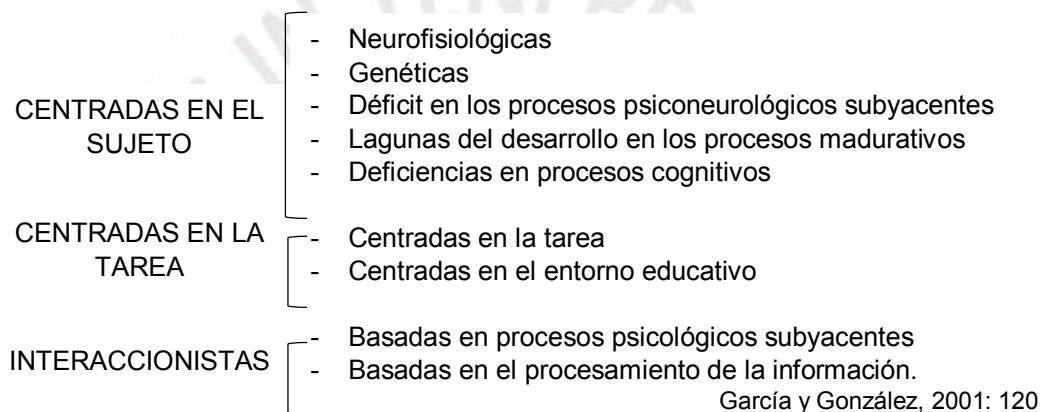 CENTRADAS EN EL
SUJETO
- Neurofisiológicas
- Genéticas
- Déficit en los procesos psiconeurológicos subyacentes
- Lagunas del desarrollo en los procesos madurativos
- Deficiencias en procesos cognitivos
CENTRADAS EN LA
TAREA
- Centradas en la tarea
- Centradas en el entorno educativo
INTERACCIONISTAS
- Basadas en procesos psicológicos subyacentes
- Basadas en el procesamiento de la información.
García y González, 2001: 120